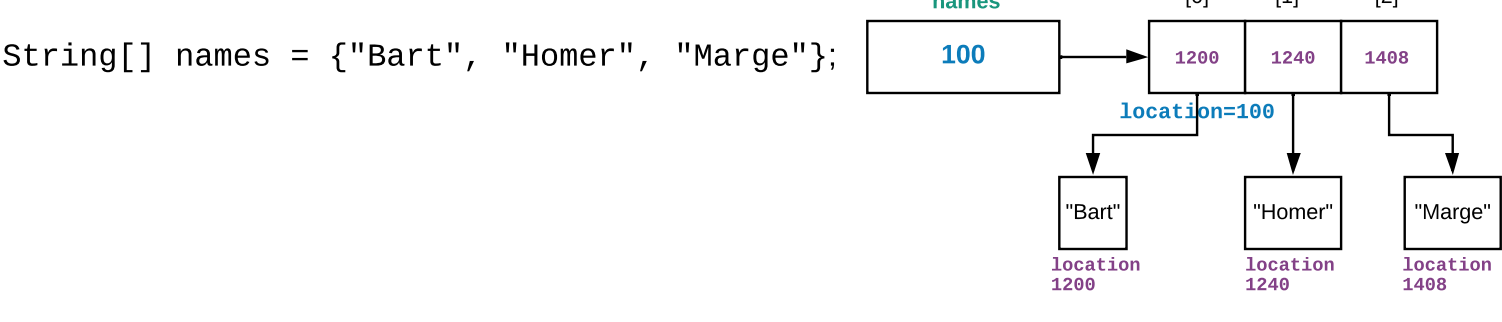 names
[0] [1] [2]
String[] names = {"Bart", "Homer", "Marge"};
100
1200 1240 1408
location=100
"Bart" "Homer" "Marge"
location location location
1200 1240 1408